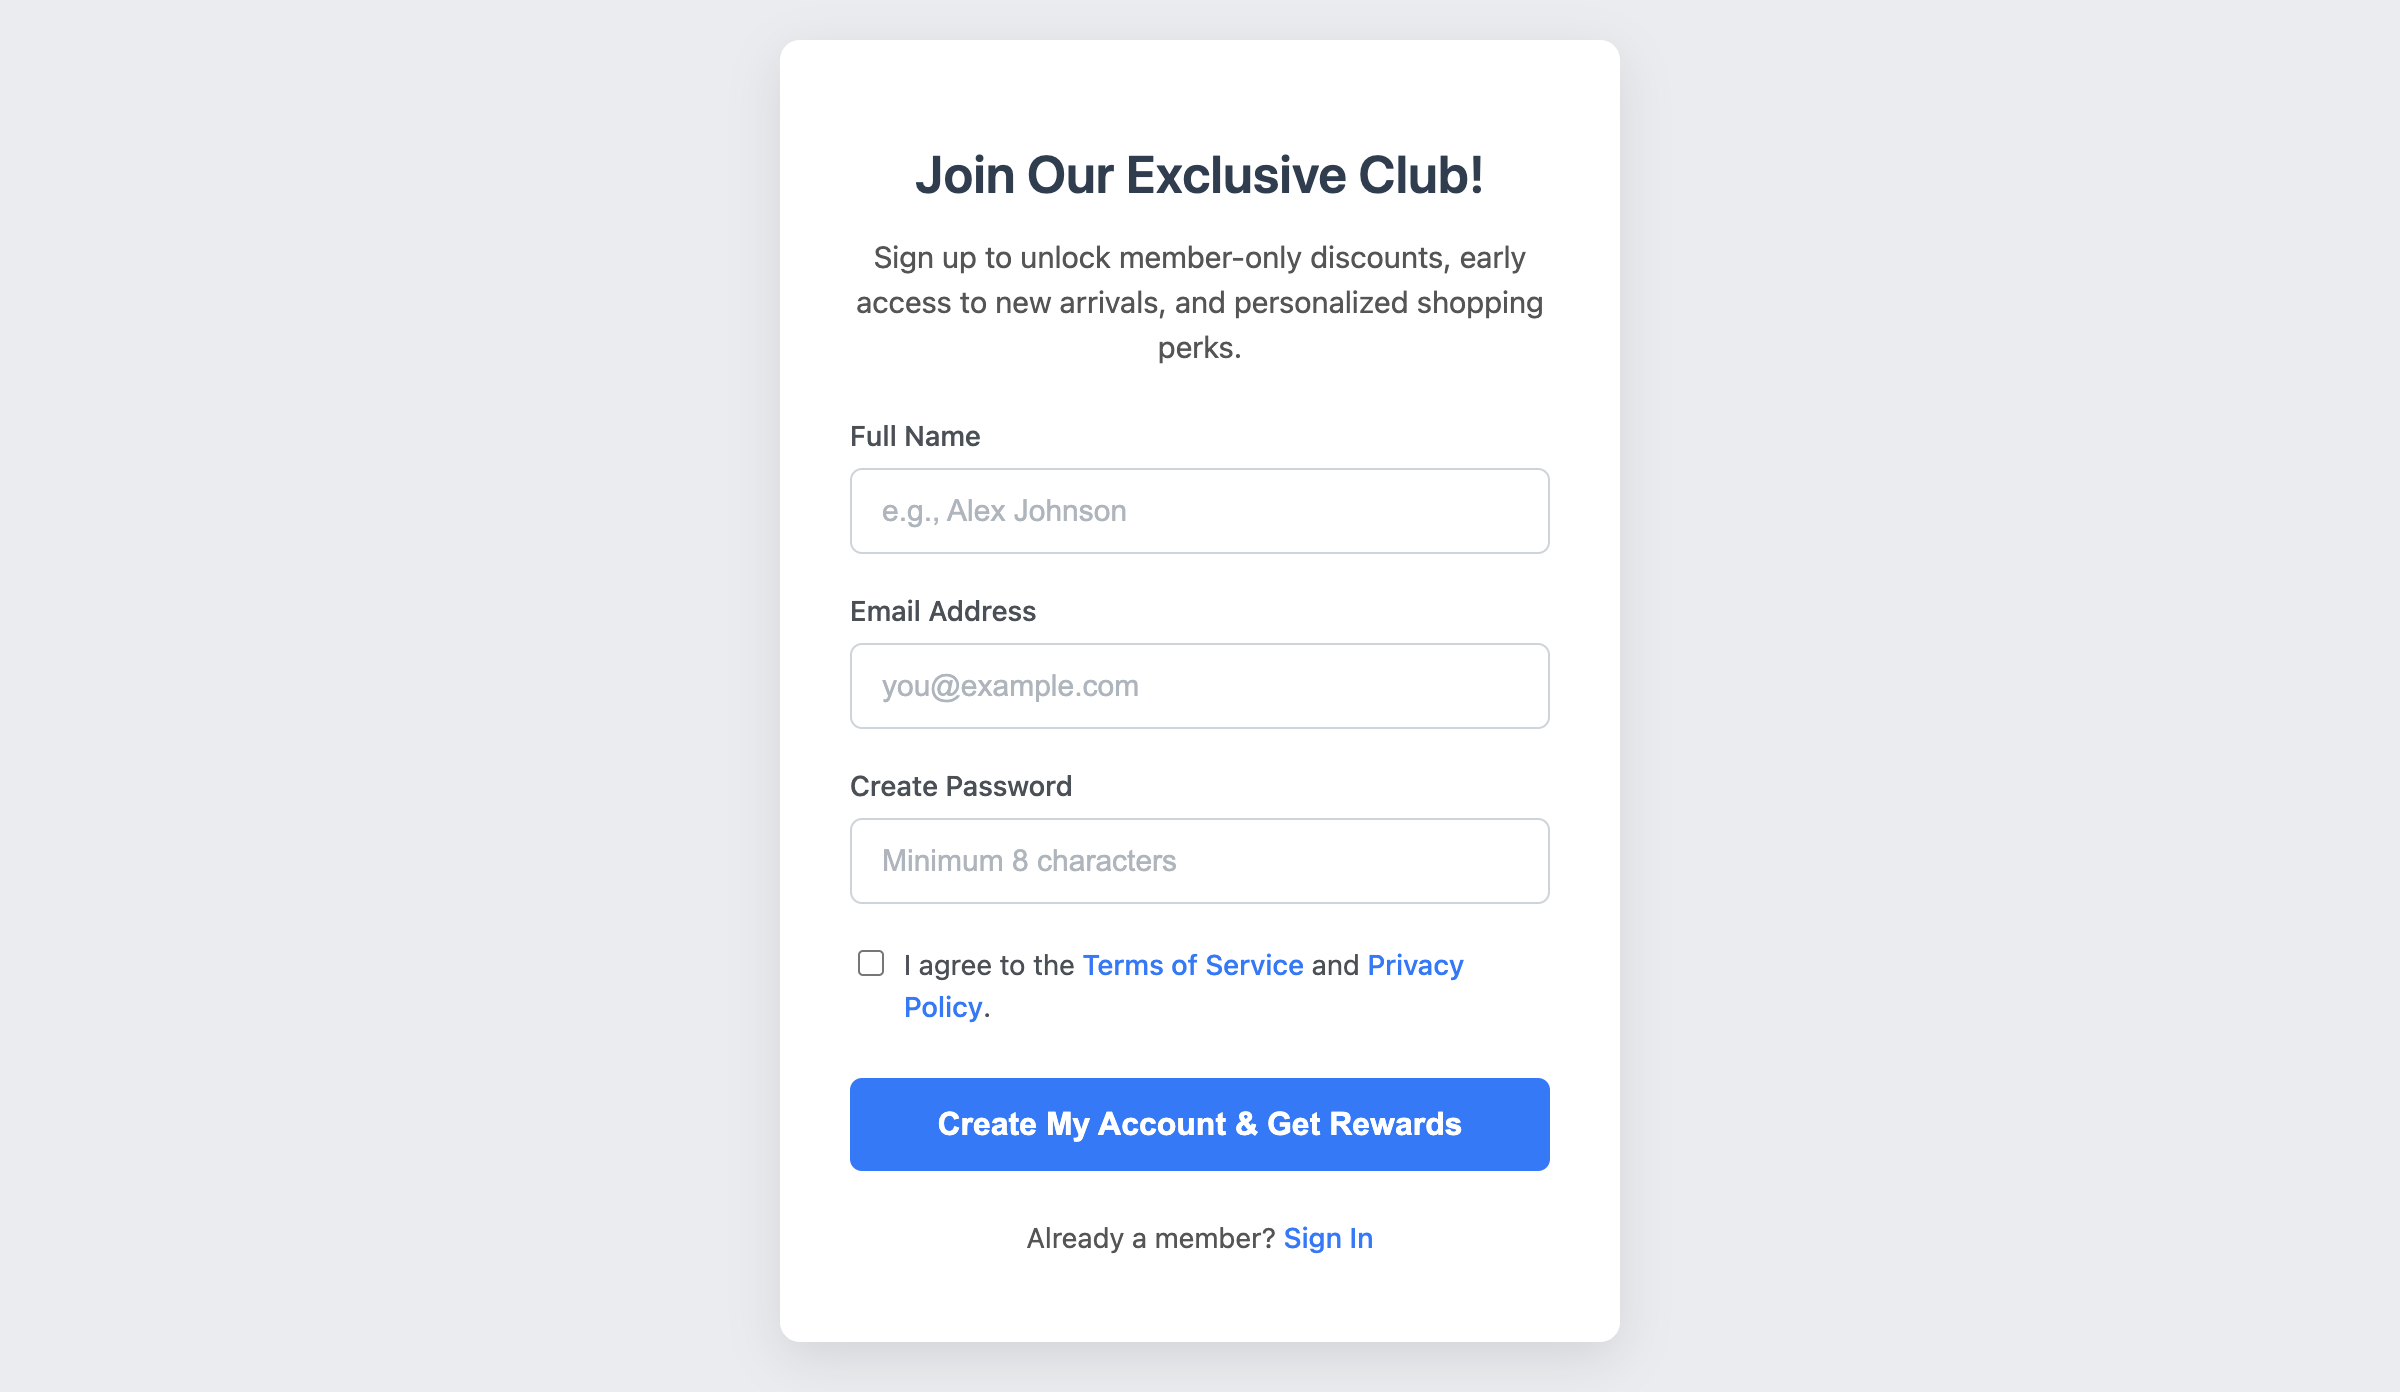 Join Our Exclusive Club!
Sign up to unlock member-only discounts, early
access to new arrivals, and personalized shopping
perks.
Full Name
e.g., Alex Johnson
Email Address
you@example.com
Create Password
Minimum 8 characters
I agree to the Terms of Service and Privacy
Policy.
Create My Account & Get Rewards
Already a member? Sign In